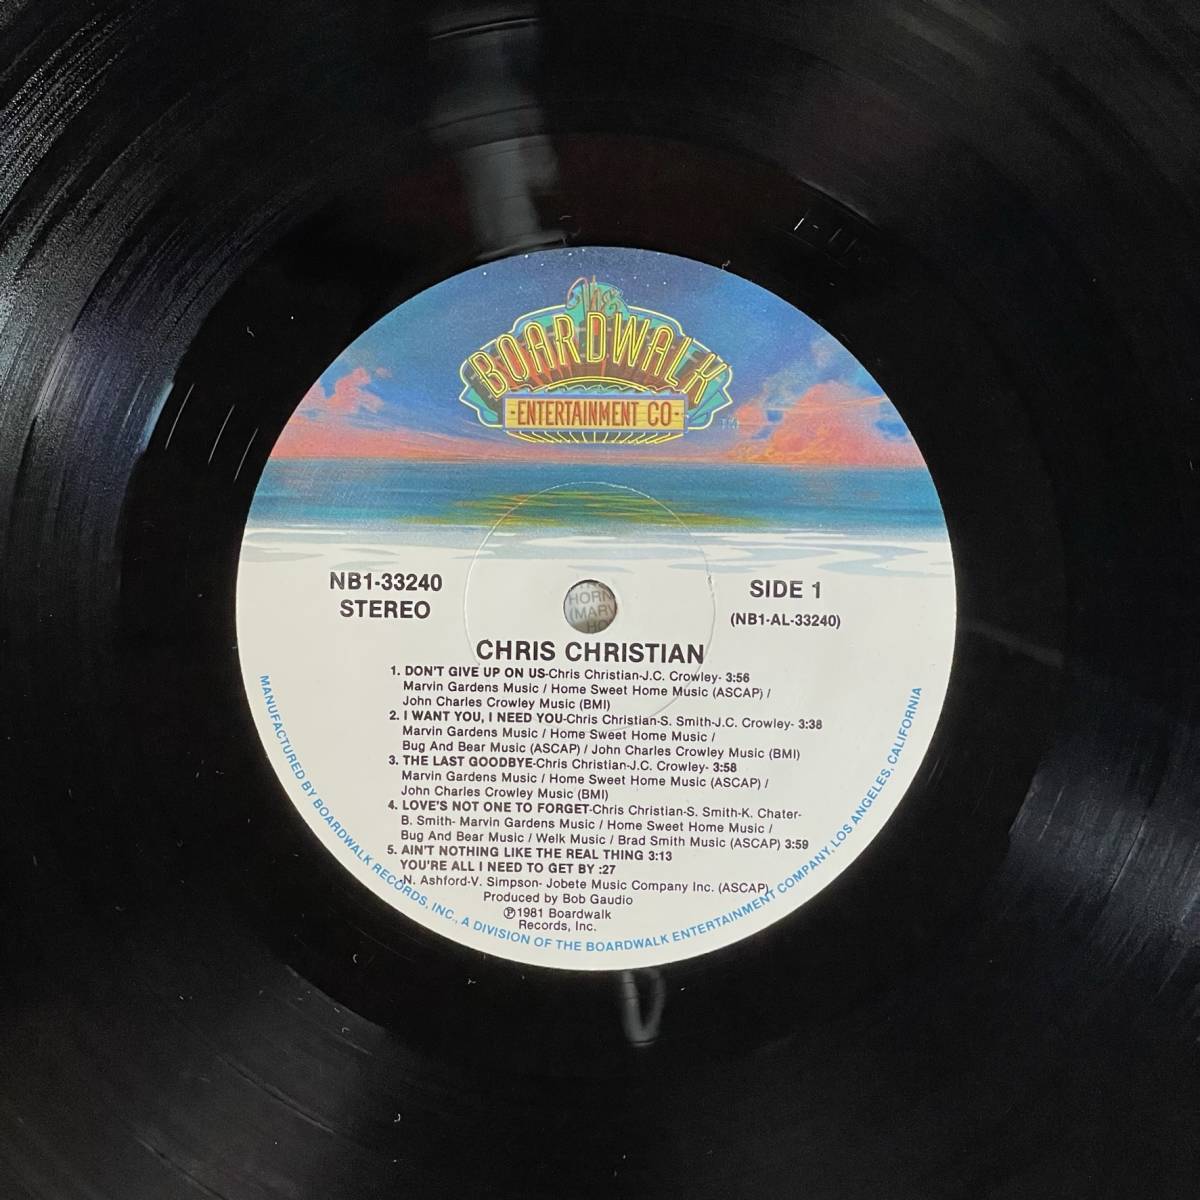 The
BOARDWALK
·ENTERTAINMENT CO·
TM
NB1-33240
STEREO
SIDE 1
(NB1-AL-33240)
HORN
(MARV
HO
CHRIS CHRISTIAN
1. DON'T GIVE UP ON US-Chris Christian-J.C. Crowley- 3:56
Marvin Gardens Music / Home Sweet Home Music (ASCAP) /
John Charles Crowley Music (BMI)
2. I WANT YOU, I NEED YOU-Chris Christian-S. Smith-J.C. Crowley- 3:38
Marvin Gardens Music / Home Sweet Home Music /
Bug And Bear Music (ASCAP) / John Charles Crowley Music (BMI)
3. THE LAST GOODBYE-Chris Christian-J.C. Crowley- 3:58
Marvin Gardens Music / Home Sweet Home Music (ASCAP) /
John Charles Crowley Music (BMI)
4. LOVE'S NOT ONE TO FORGET-Chris Christian-S. Smith-K. Chater-
B. Smith- Marvin Gardens Music / Home Sweet Home Music /
Bug And Bear Music / Welk Music / Brad Smith Music (ASCAP) 3:59
5. AIN'T NOTHING LIKE THE REAL THING 3:13
YOU'RE ALL I NEED TO GET BY :27
-N. Ashford-V. Simpson- Jobete Music Company Inc. (ASCAP)
Produced by Bob Gaudio
℗1981 Boardwalk
Records, Inc.
MANUFACTURED BY BOARDWALK RECORDS, INC., A DIVISION OF THE BOARDWALK ENTERTAINMENT COMPANY, LOS ANGELES, CALIFORNIA